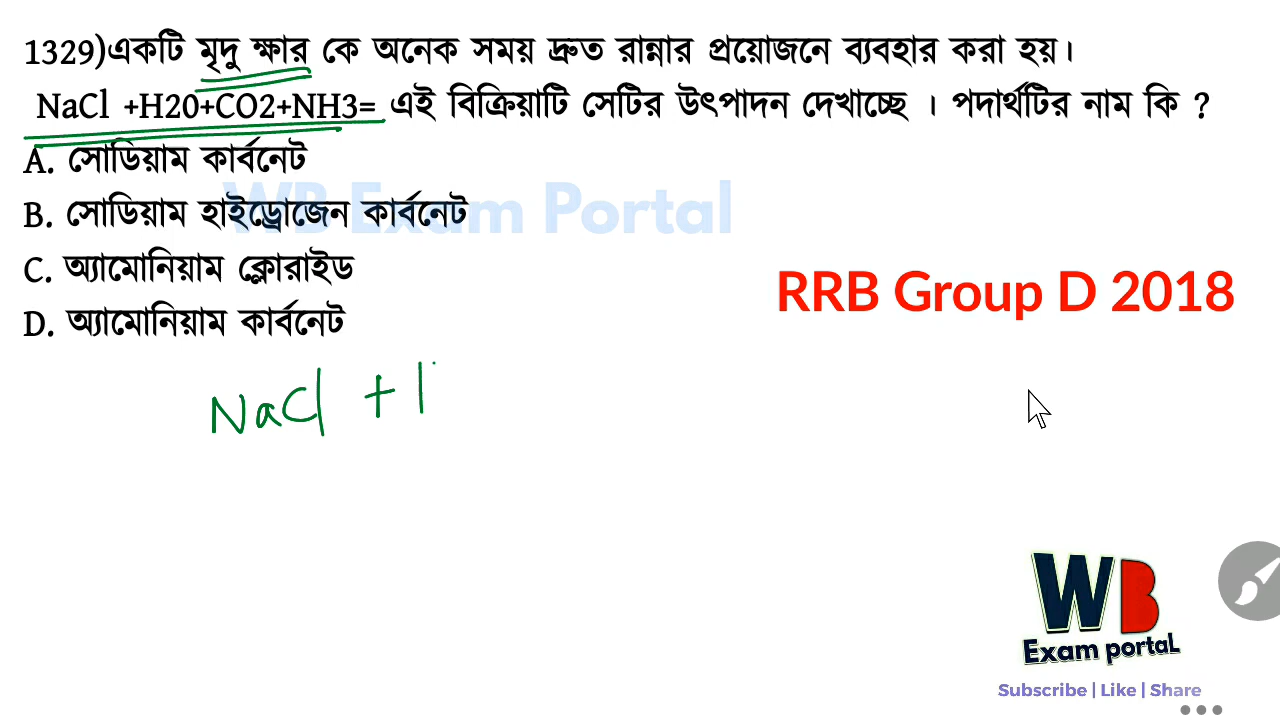 1329)একটি মৃদু ক্ষার কে অনেক সময় দ্রুত রান্নার প্রয়োজনে ব্যবহার করা হয়।
NaCl +H20+CO2+NH3= এই বিক্রিয়াটি সেটির উৎপাদন দেখাচ্ছে । পদার্থটির নাম কি ?
A. সোডিয়াম কার্বনেট
B. সোডিয়াম হাইড্রোজেন কার্বনেট
WB Exam Portal
C. অ্যামোনিয়াম ক্লোরাইড
RRB Group D 2018
D. অ্যামোনিয়াম কার্বনেট
NaCl +
WB
Exam portaL
Subscribe | Like | Share